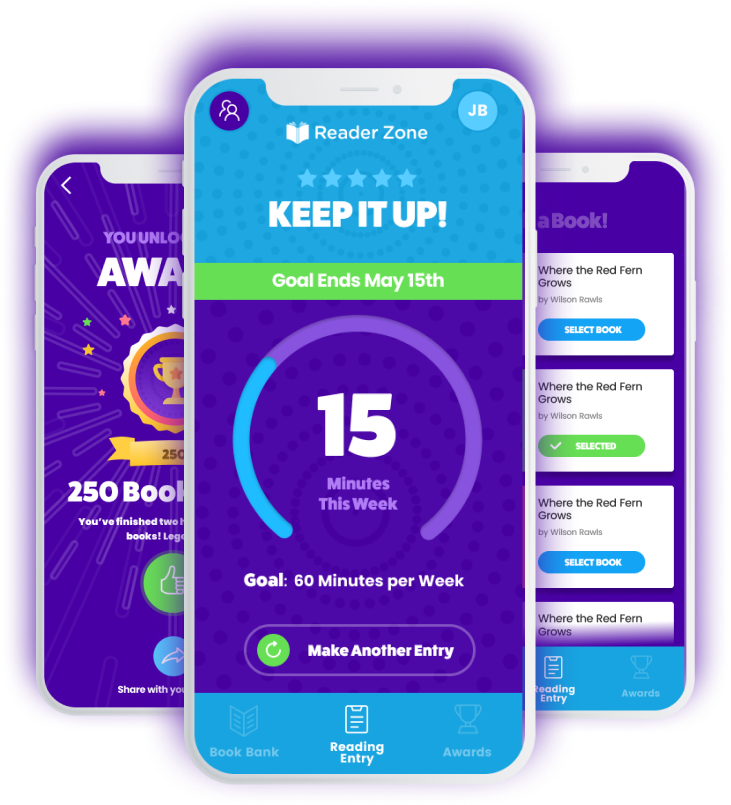 YOU UNLO
AWA
250
250 Book
You've finished two h
books! Lege
Share with you
JB
Reader Zone
KEEP IT UP!
Goal Ends May 15th
15
Minutes
This Week
Goal: 60 Minutes per Week
Make Another Entry
Book Bank
Reading
Entry
Awards
a Book!
Where the Red Fern
Grows
by Wilson Rawls
SELECT BOOK
Where the Red Fern
Grows
by Wilson Rawls
SELECTED
Where the Red Fern
Grows
by Wilson Rawls
SELECT BOOK
Where the Red Fern
Grows
Reading
Entry
Awards